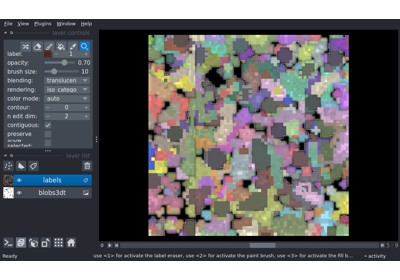 File View Plugins Window Help
layer controls
label: 1
opacity: 0.70
brush size: 10
blending: translucen
rendering: iso_catego
color mode: auto
contour: 0
n edit dim: 2
contiguous:
preserve
selected:
layer list
labels
blobs3dt
Ready
use <1> for activate the label eraser, use <2> for activate the paint brush, use <3> for activate the fill b...
activity